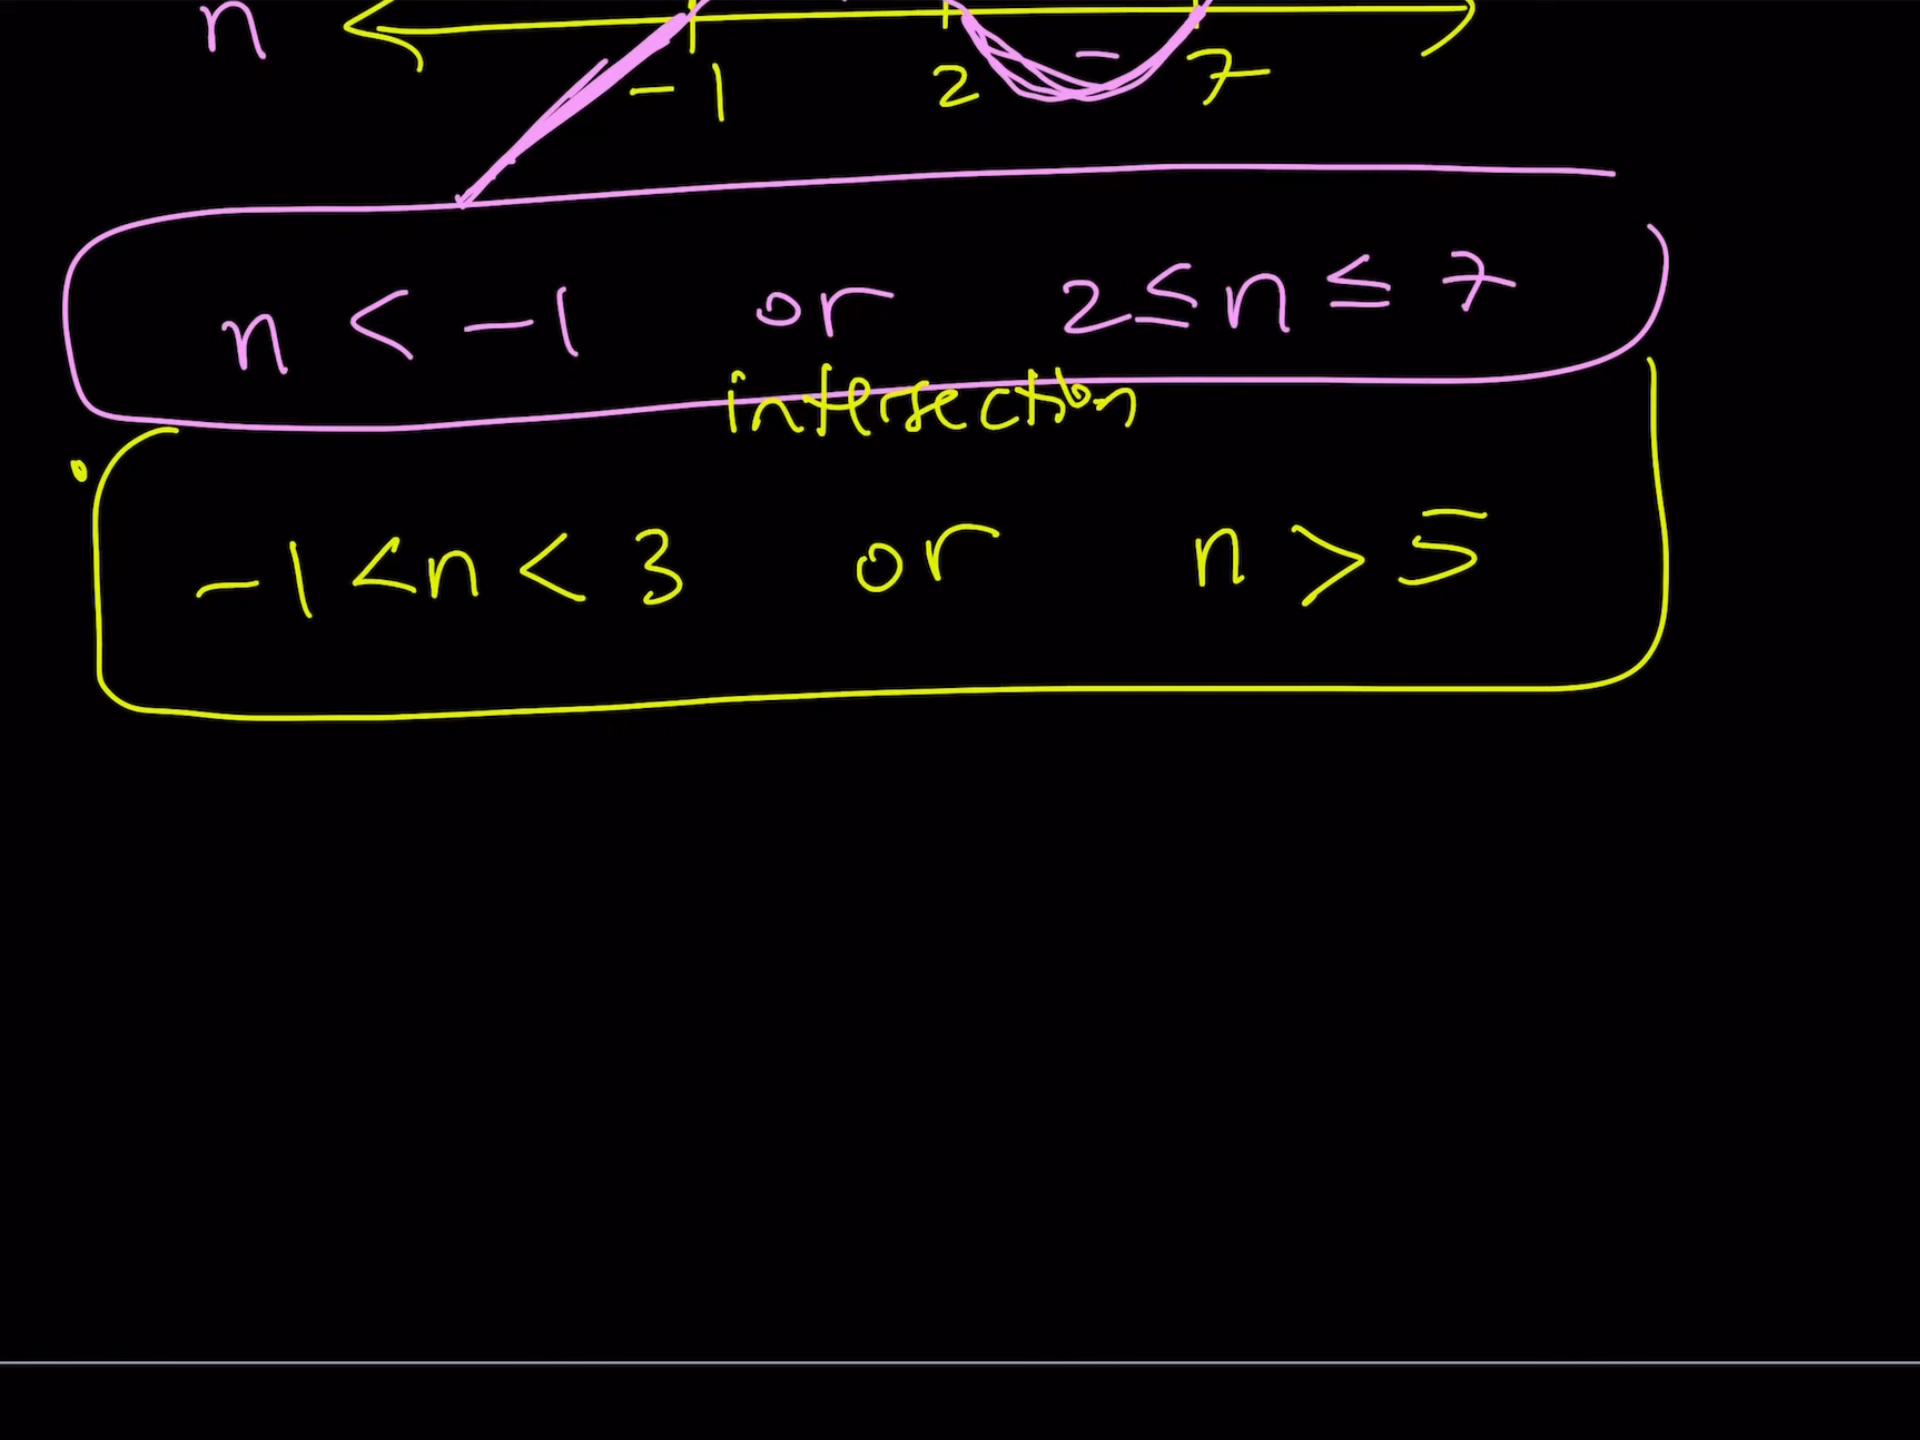 n
-1 2 7
n < -1 or 2 ≤ n ≤ 7
intersection
-1 < n < 3 or n > 5